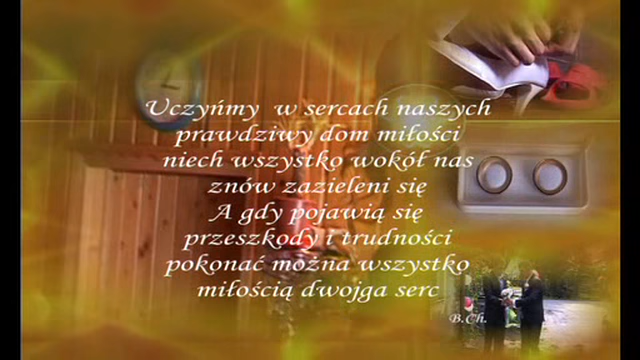 Uczyńmy w sercach naszych
prawdziwy dom miłości
niech wszystko wokół nas
znów zazieleni się
A gdy pojawią się
przeszkody i trudności
pokonać można wszystko
miłością dwojga serc
B.Ch.